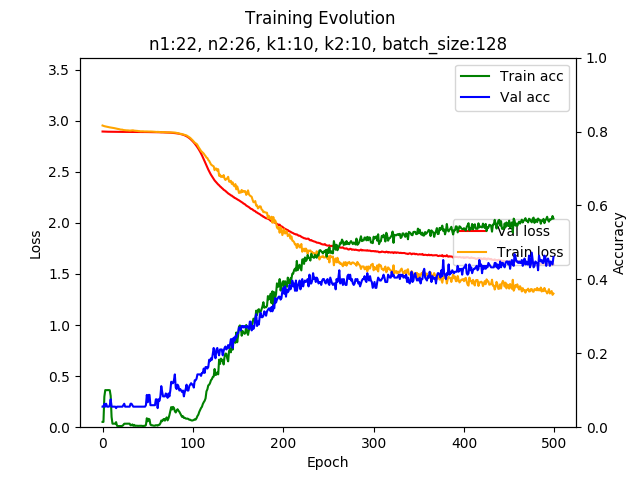 Training Evolution
n1:22, n2:26, k1:10, k2:10, batch_size:128
Train acc
Val acc
Val loss
Train loss
Loss
3.5
3.0
2.5
2.0
1.5
1.0
0.5
0.0
1.0
0.8
0.6
0.4
0.2
0.0
Accuracy
0 100 200 300 400 500
Epoch